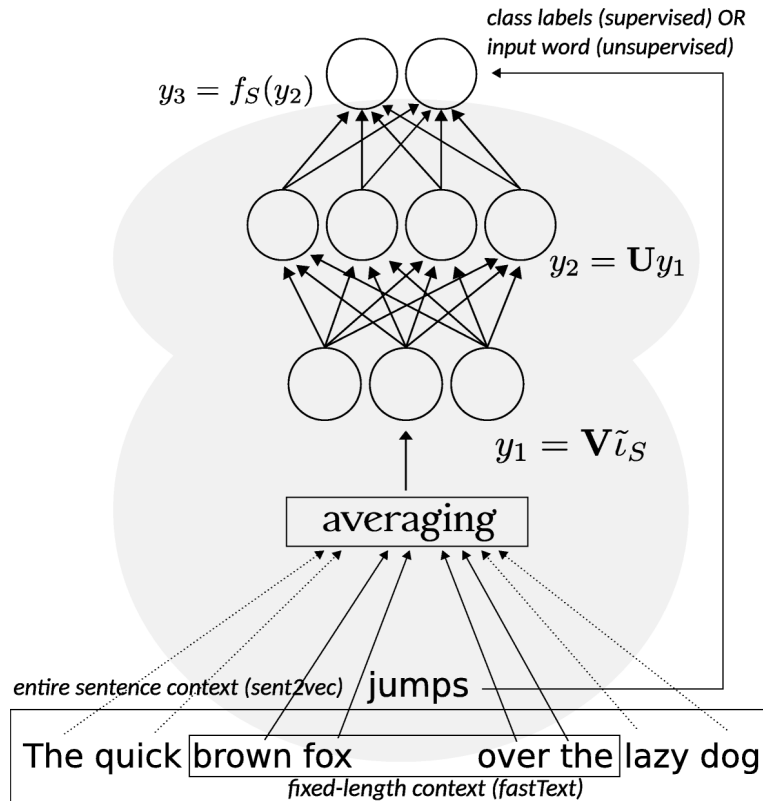 class labels (supervised) OR
input word (unsupervised)
y₃ = f_S(y₂)
y₂ = Uy₁
y₁ = Vι̃_S
averaging
jumps
entire sentence context (sent2vec)
The quick brown fox over the lazy dog
fixed-length context (fastText)